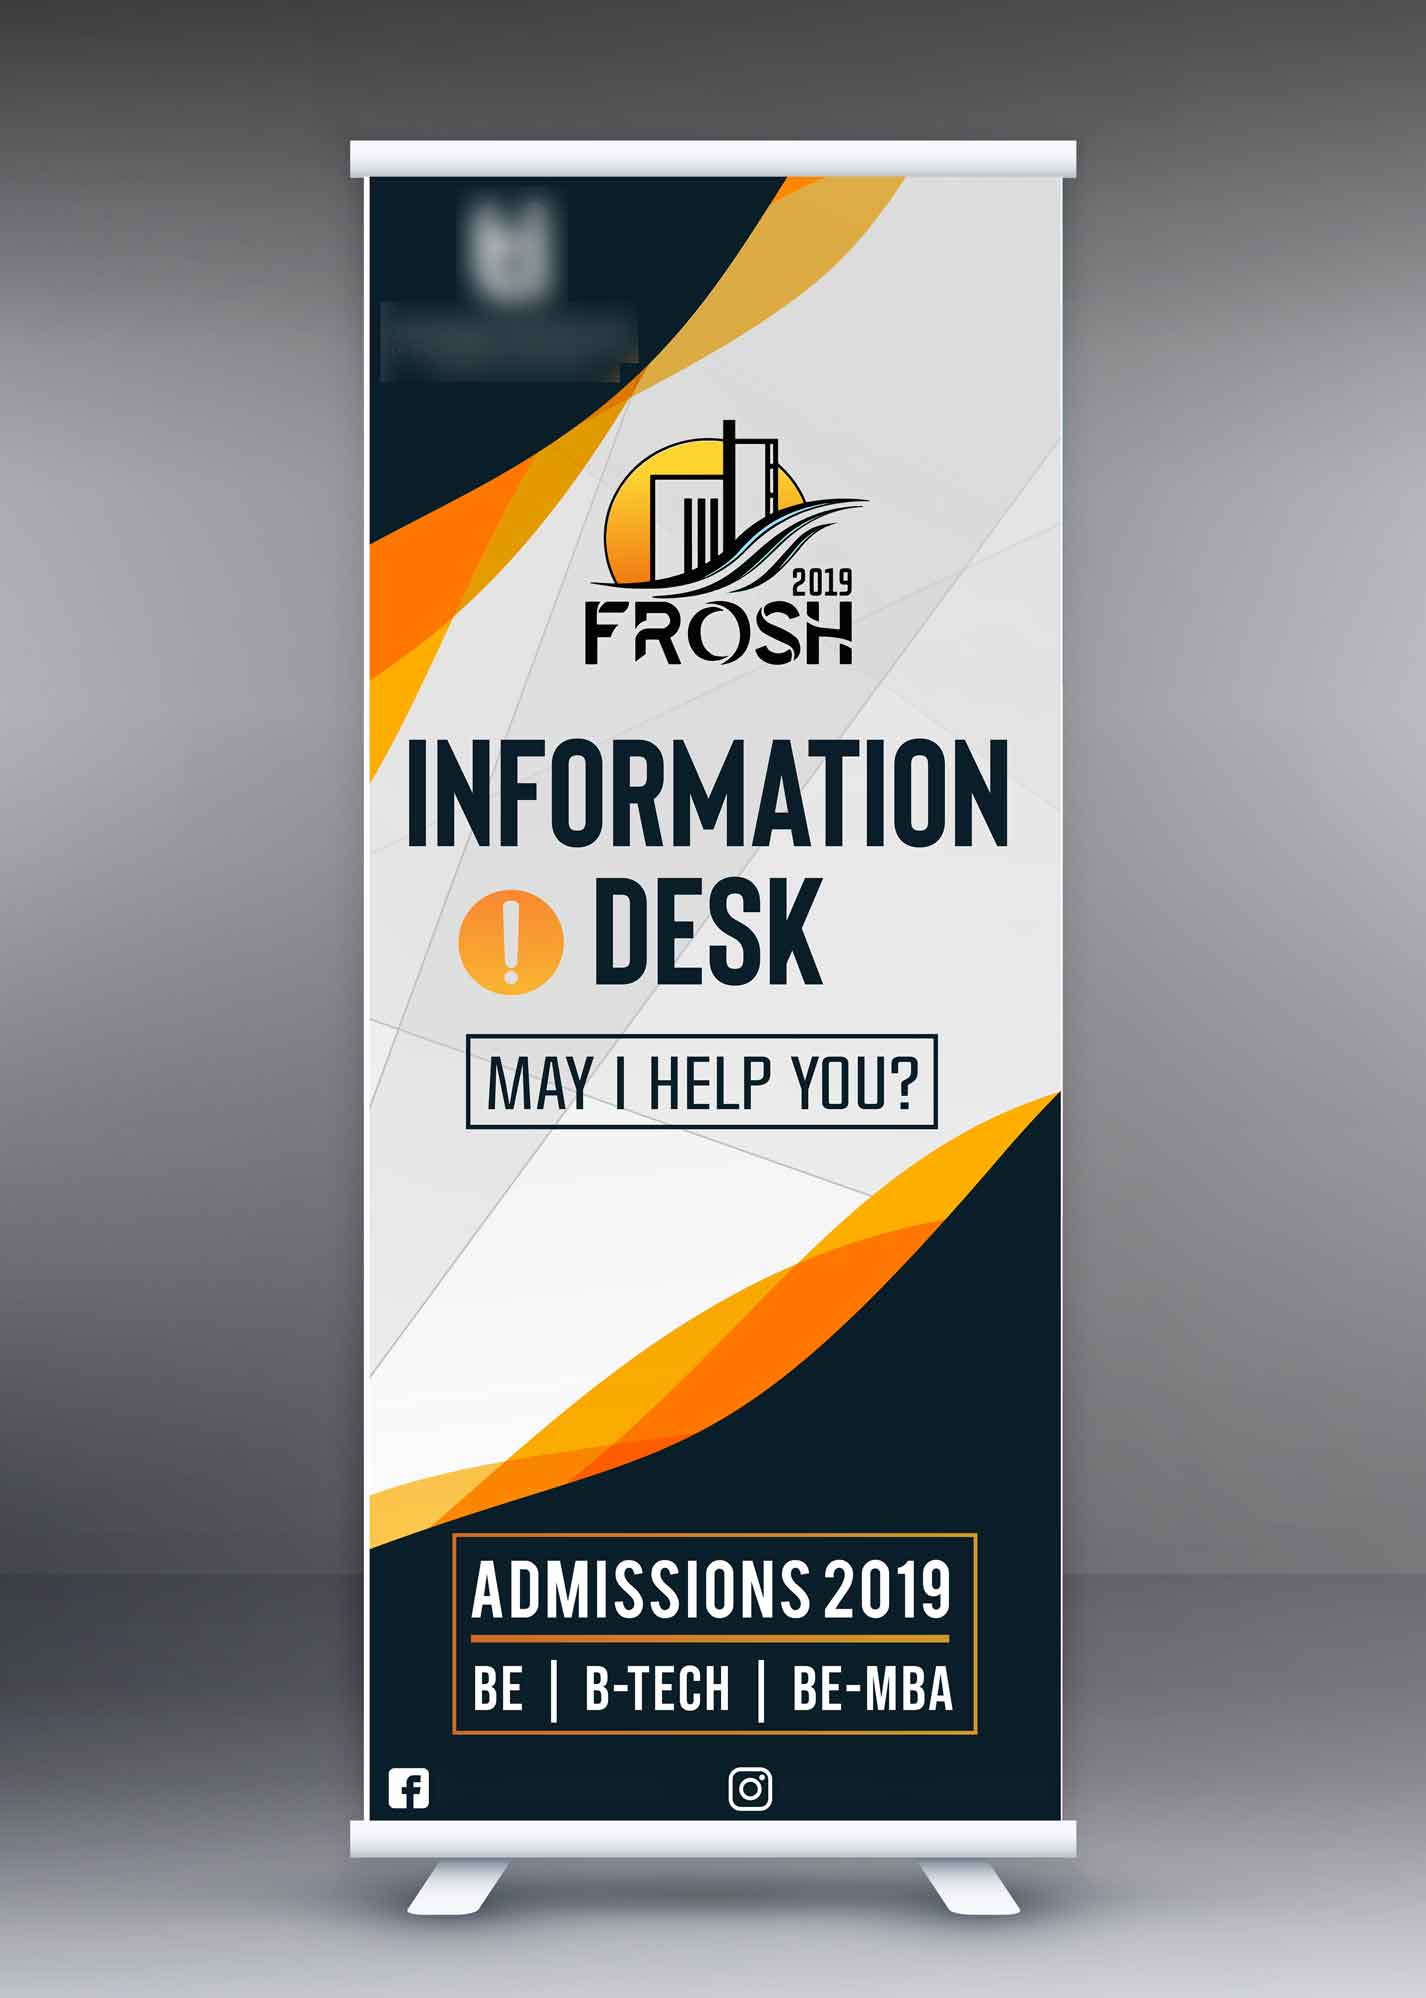 2019
FROSH
INFORMATION
! DESK
MAY I HELP YOU?
ADMISSIONS 2019
BE | B-TECH | BE-MBA